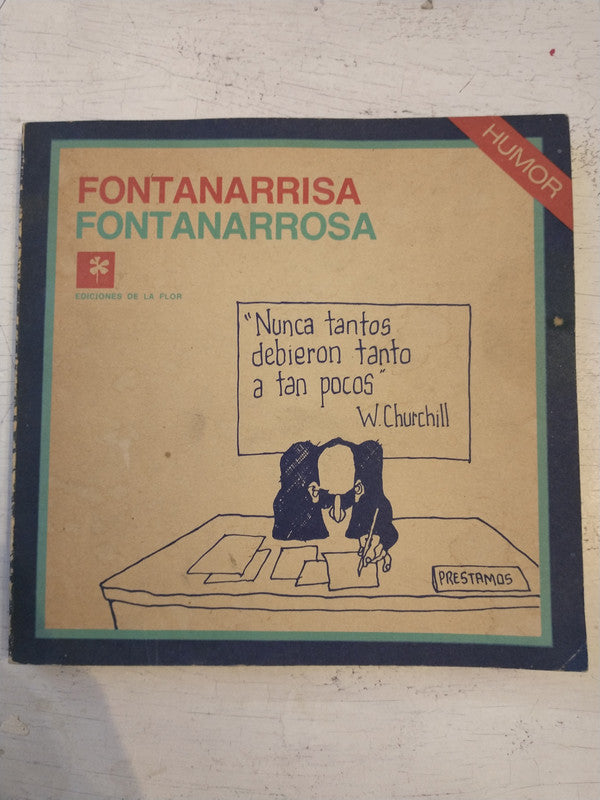 HUMOR
FONTANARRISA
FONTANARROSA
EDICIONES DE LA FLOR
"Nunca tantos
debieron tanto
a tan pocos"
W. Churchill
PRESTAMOS